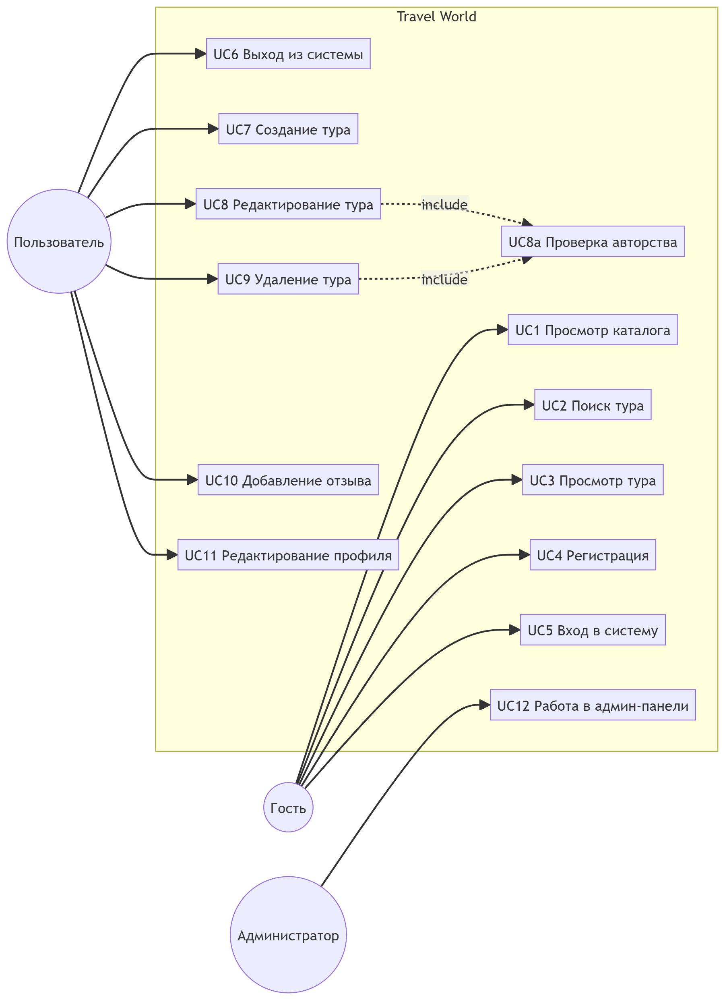 Travel World
UC6 Выход из системы
UC7 Создание тура
UC8 Редактирование тура
include
Пользователь
UC8a Проверка авторства
UC9 Удаление тура
include
UC1 Просмотр каталога
UC2 Поиск тура
UC10 Добавление отзыва
UC3 Просмотр тура
UC11 Редактирование профиля
UC4 Регистрация
UC5 Вход в систему
UC12 Работа в админ-панели
Гость
Администратор